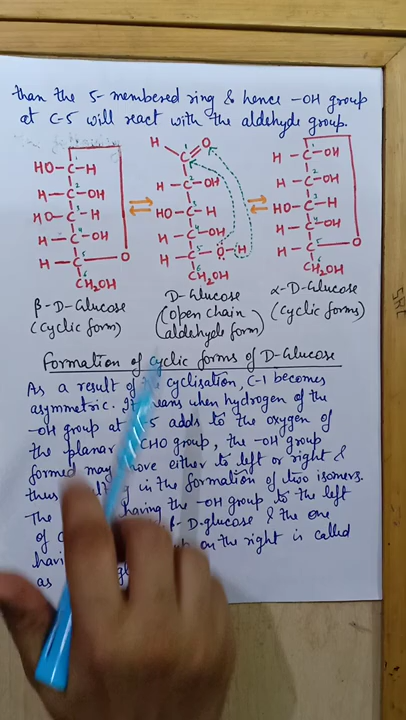 than the 5-membered ring & hence -OH group
at C-5 will react with the aldehyde group.
HO-C-H
H-C-OH
HO-C-H
H-C-OH
H-C
O
CH2OH
β-D-Glucose
(cyclic form)
H
O
C
H-C-OH
HO-C-H
H-C-OH
H-C-O-H
CH2OH
D-Glucose
(open chain
aldehyde form)
H-C-OH
H-C-OH
HO-C-H
H-C-OH
H-C-O
CH2OH
α-D-Glucose
(cyclic form)
Formation of cyclic forms of D-Glucose
As a result of the cyclisation, C-1 becomes
asymmetric. It means when hydrogen of the
-OH group at C-5 adds to the oxygen of
the planar CHO group, the -OH group
formed may move either to left or right &
thus in the formation of two isomers.
The having the -OH group to the left
of β-D-glucose & the one
on the right is called
as